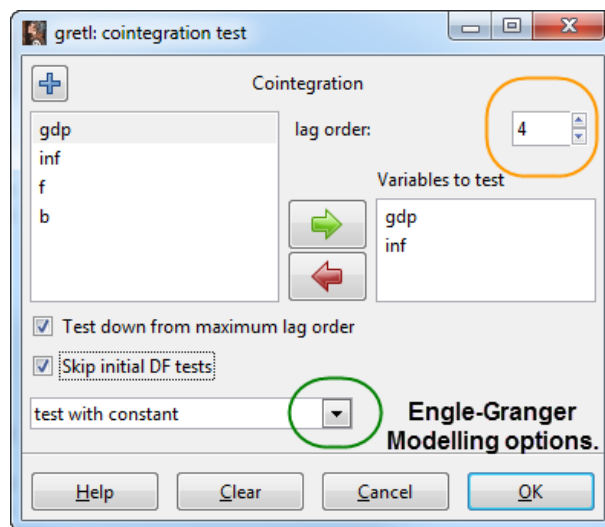 gretl: cointegration test
Cointegration
gdp
inf
f
b
lag order:
4
Variables to test
gdp
inf
Test down from maximum lag order
Skip initial DF tests
test with constant
Engle-Granger
Modelling options.
Help
Clear
Cancel
OK